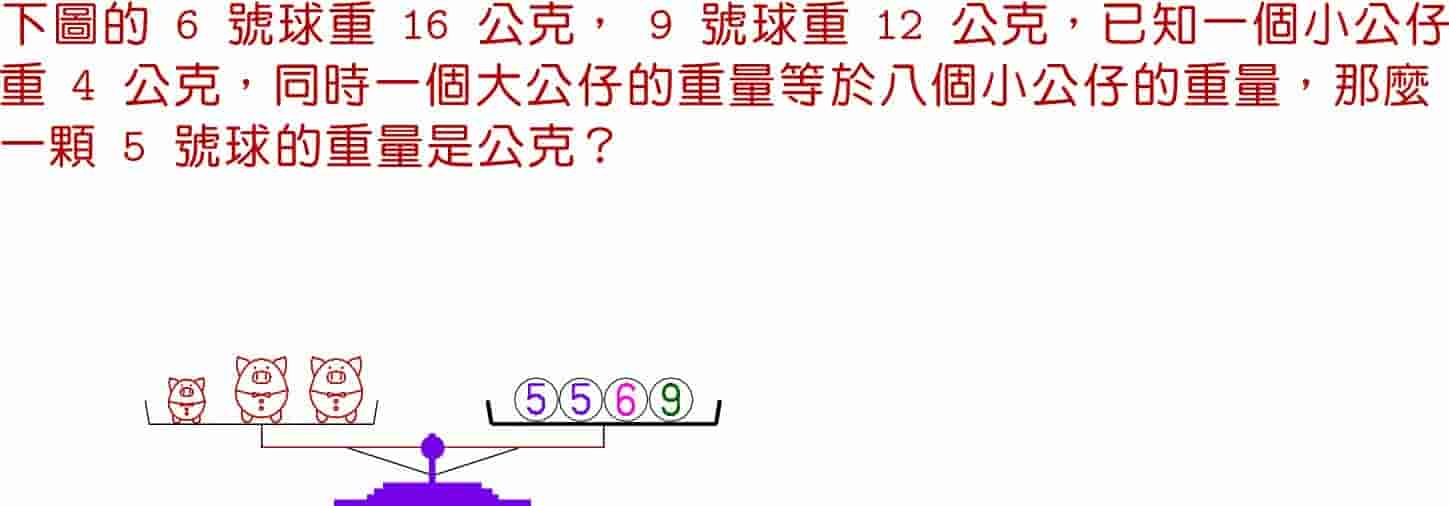 下圖的 6 號球重 16 公克， 9 號球重 12 公克，已知一個小公仔
重 4 公克，同時一個大公仔的重量等於八個小公仔的重量，那麼
一顆 5 號球的重量是公克？
5 5 6 9